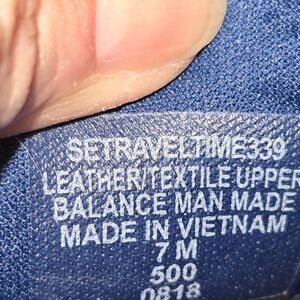 SETRAVELTIME339
LEATHER/TEXTILE UPPER
BALANCE MAN MADE
MADE IN VIETNAM
7 M
500
0818